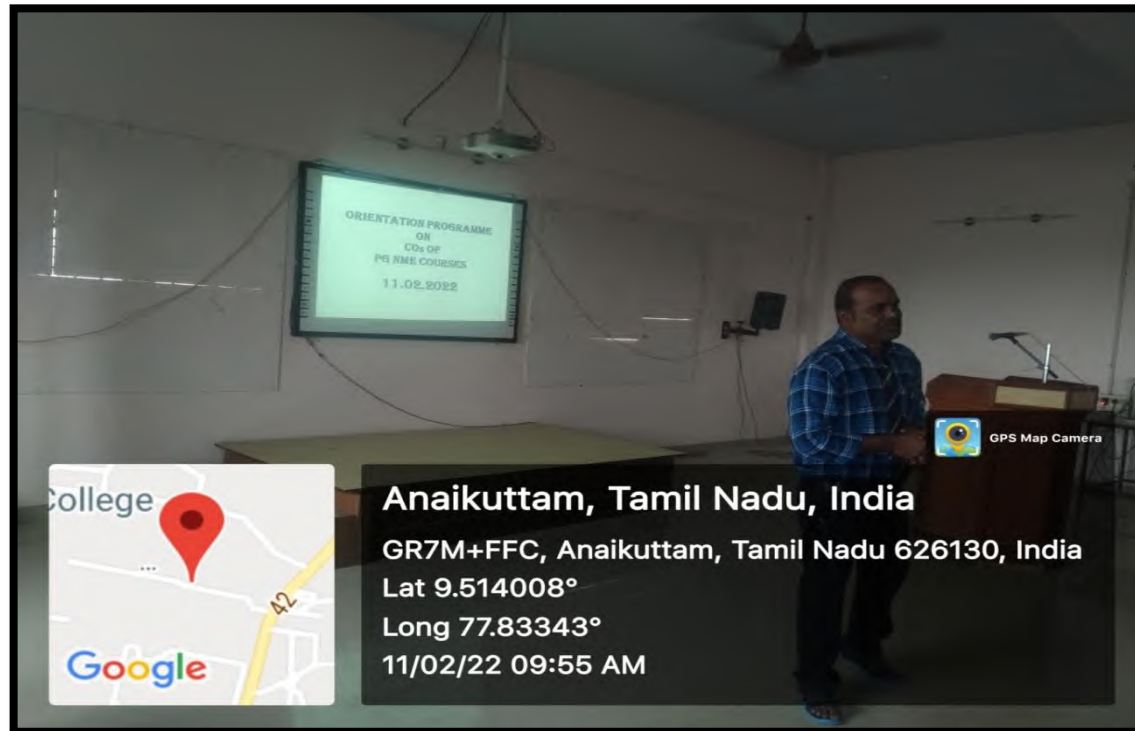 ORIENTATION PROGRAMME
ON
COs OF
PG NME COURSES
11.02.2022
GPS Map Camera
College
...
42
Google
Anaikuttam, Tamil Nadu, India
GR7M+FFC, Anaikuttam, Tamil Nadu 626130, India
Lat 9.514008°
Long 77.83343°
11/02/22 09:55 AM